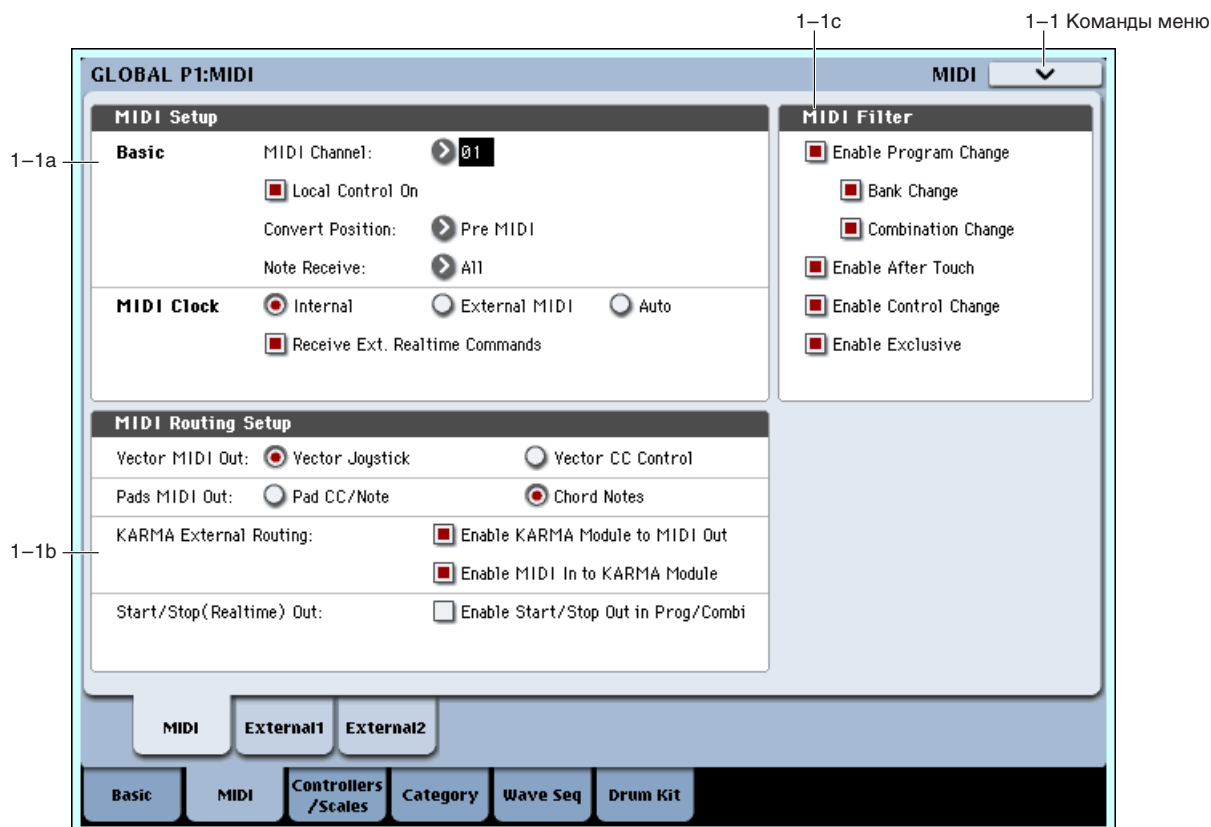 1–1c
1–1 Команды меню
GLOBAL P1:MIDI
MIDI
MIDI Setup
1–1a
Basic
MIDI Channel: 01
Local Control On
Convert Position: Pre MIDI
Note Receive: All
MIDI Clock
Internal
External MIDI
Auto
Receive Ext. Realtime Commands
MIDI Filter
Enable Program Change
Bank Change
Combination Change
Enable After Touch
Enable Control Change
Enable Exclusive
MIDI Routing Setup
1–1b
Vector MIDI Out: Vector Joystick Vector CC Control
Pads MIDI Out: Pad CC/Note Chord Notes
KARMA External Routing: Enable KARMA Module to MIDI Out
Enable MIDI In to KARMA Module
Start/Stop(Realtime) Out: Enable Start/Stop Out in Prog/Combi
MIDI External1 External2
Basic MIDI Controllers /Scales Category Wave Seq Drum Kit